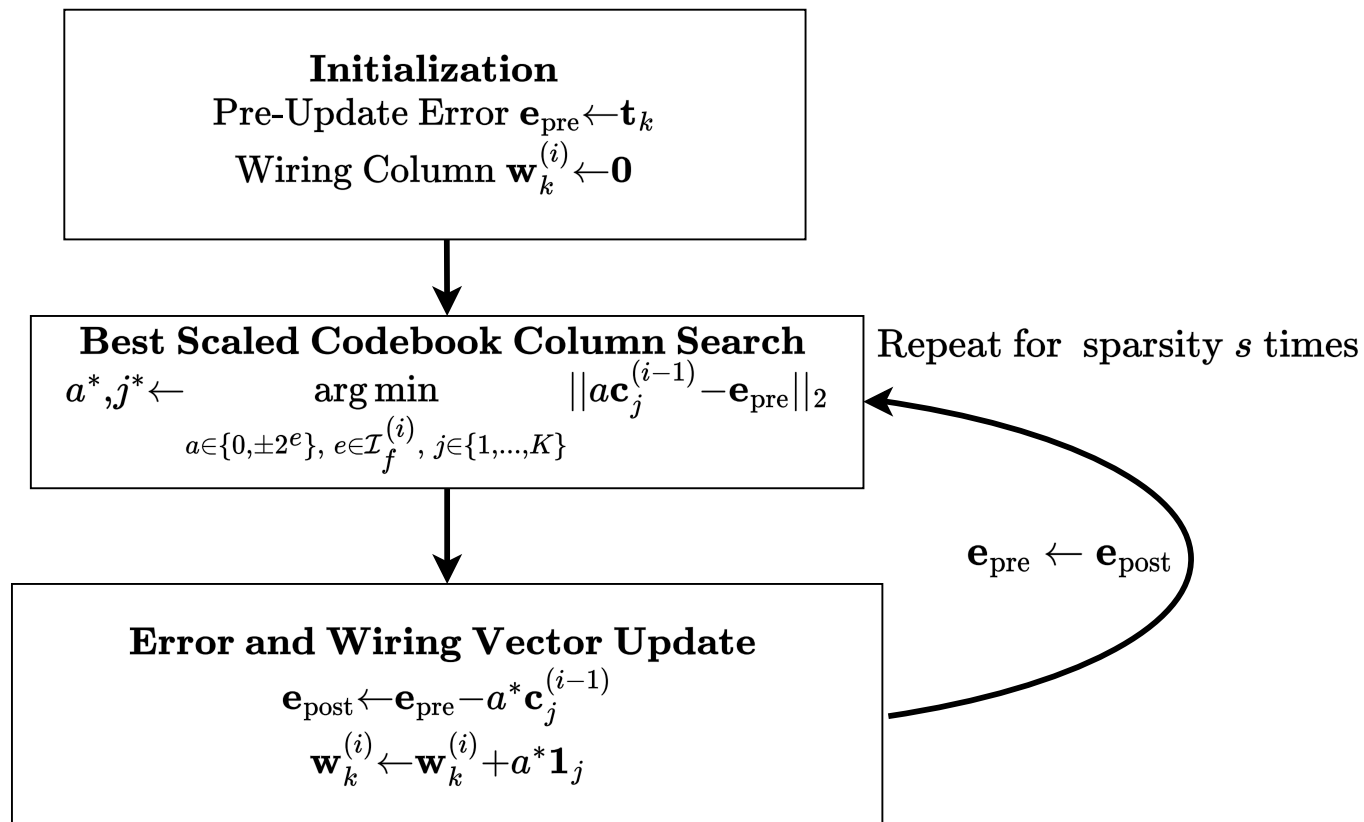 Initialization
Pre-Update Error e_pre←t_k
Wiring Column w_k^(i)←0
Best Scaled Codebook Column Search
a*,j*← arg min ||ac_j^(i−1)−e_pre||_2
a∈{0,±2^e}, e∈ℐ_f^(i), j∈{1,...,K}
Repeat for sparsity s times
e_pre ← e_post
Error and Wiring Vector Update
e_post←e_pre−a*c_j^(i−1)
w_k^(i)←w_k^(i)+a*1_j